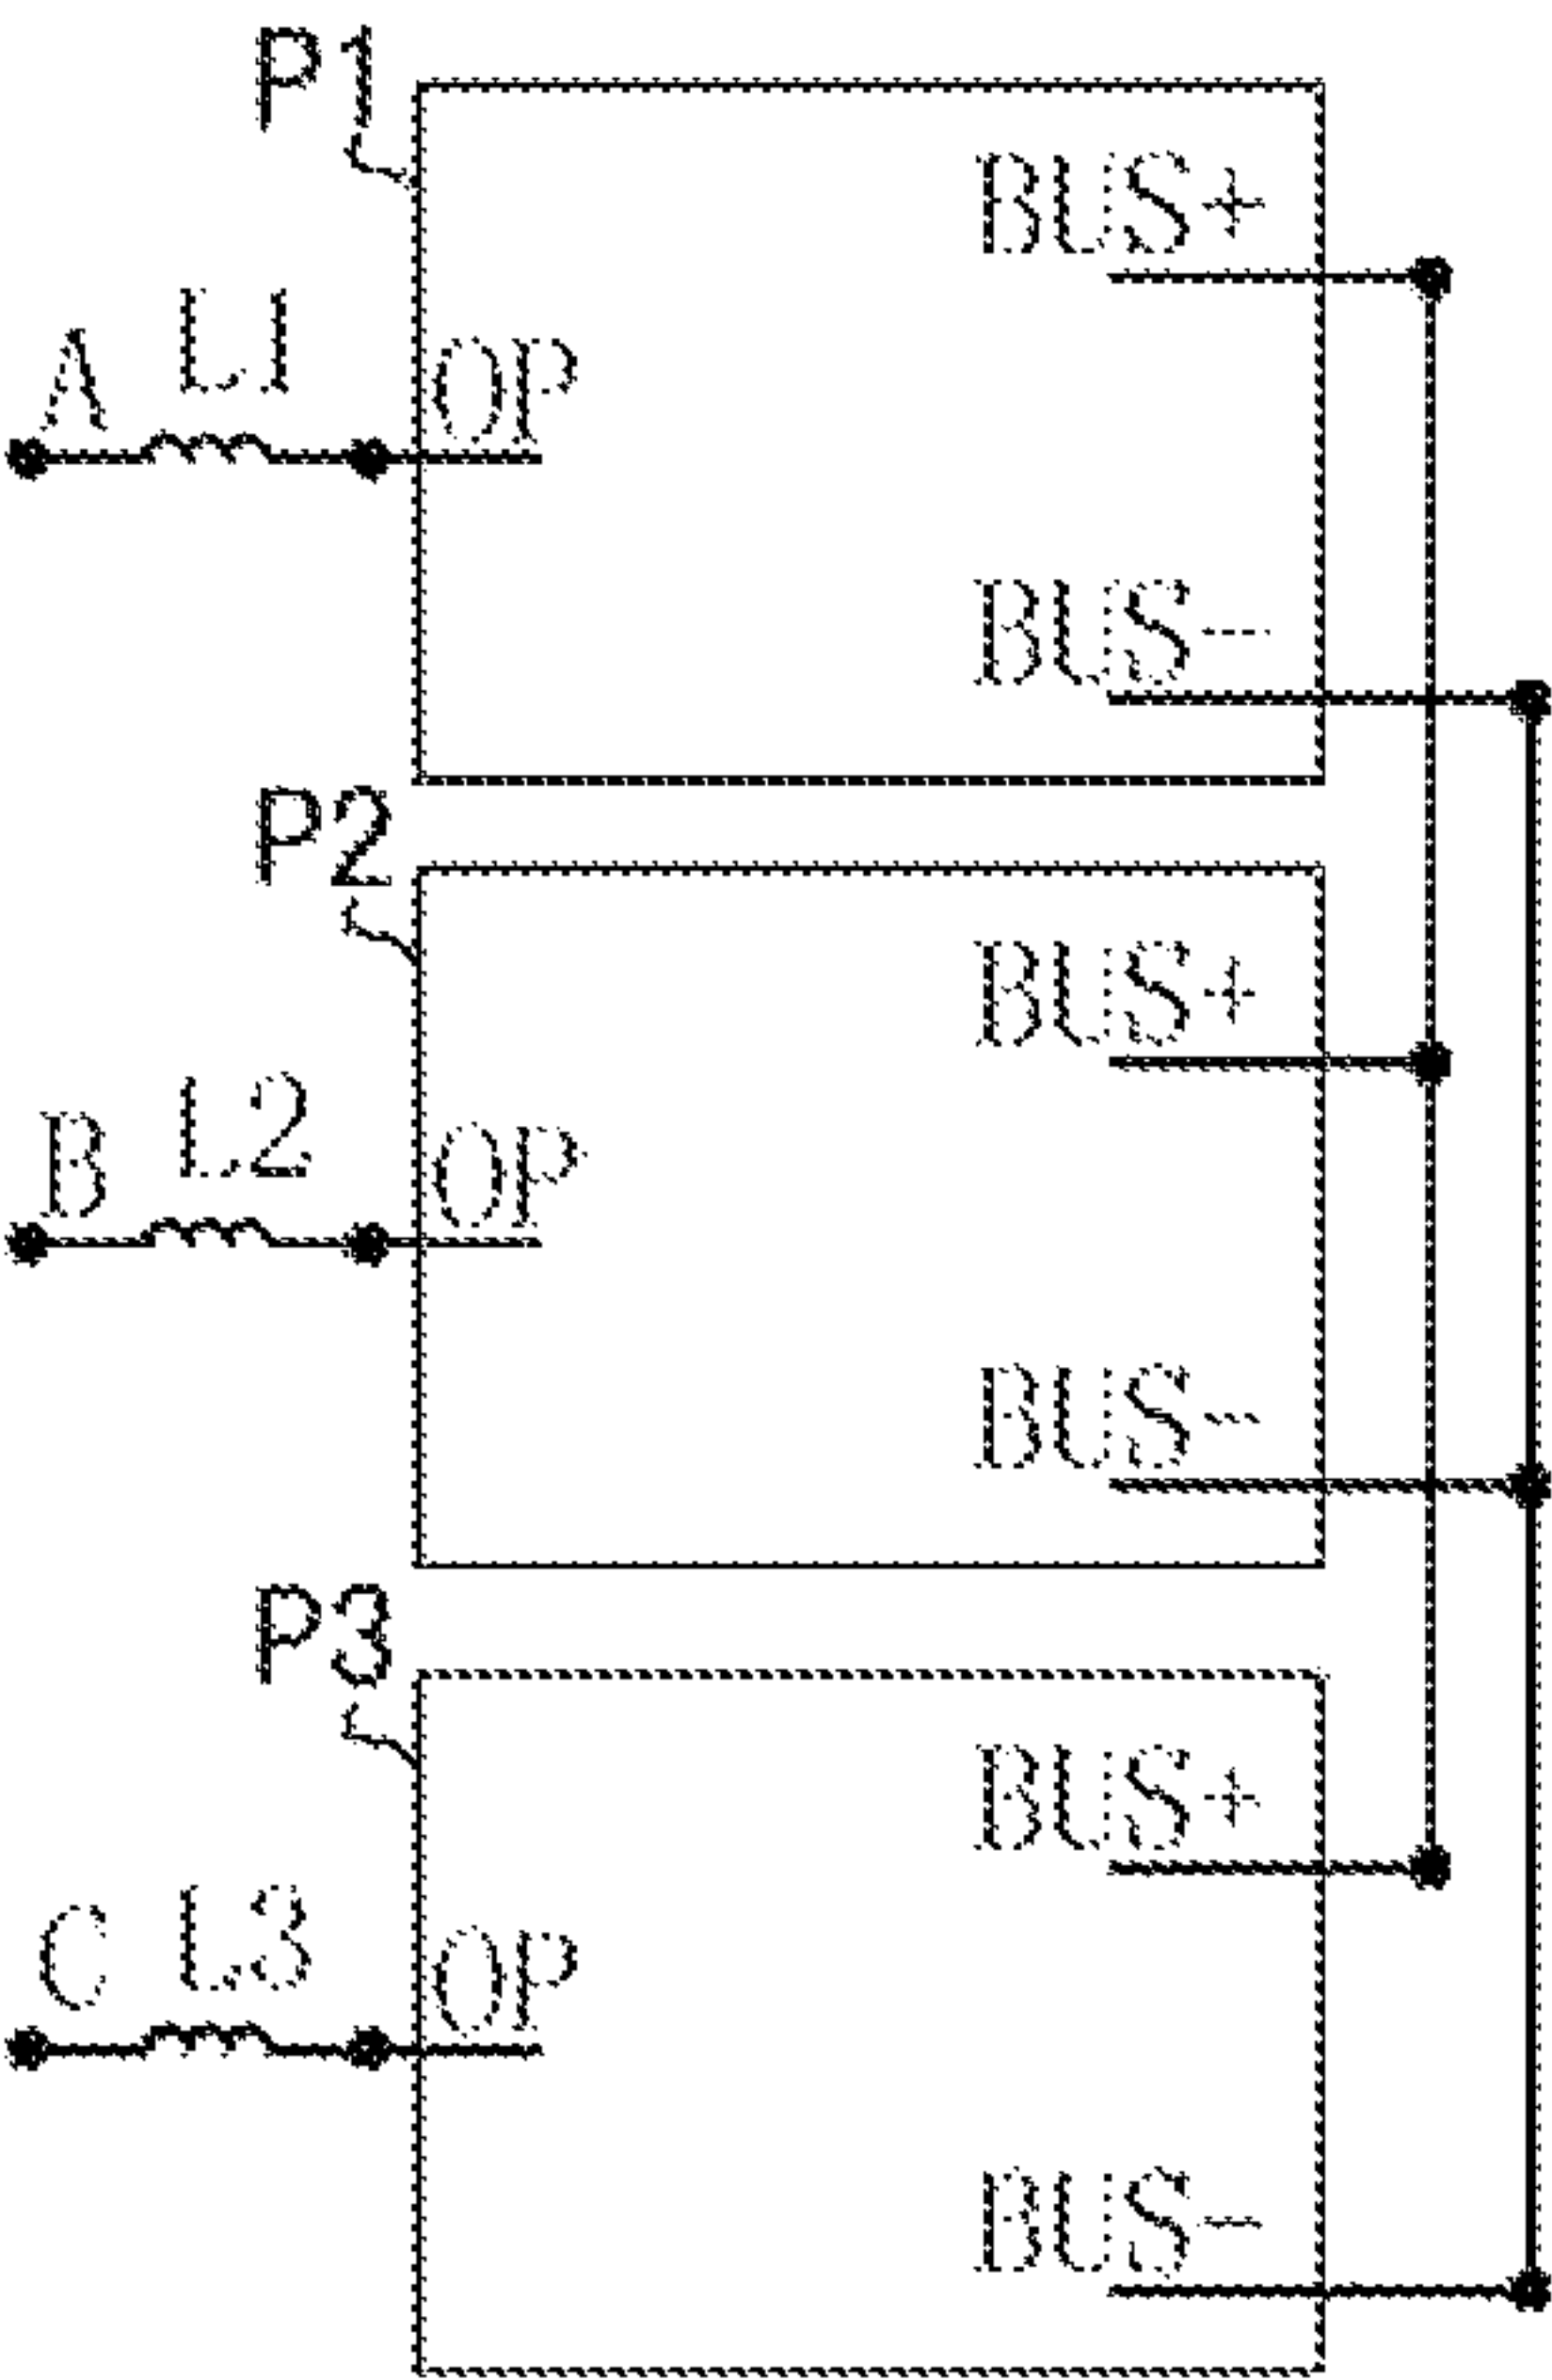 P1
BUS+
A L1 OP
BUS-
P2
BUS+
B L2 OP
BUS-
P3
BUS+
C L3 OP
BUS-